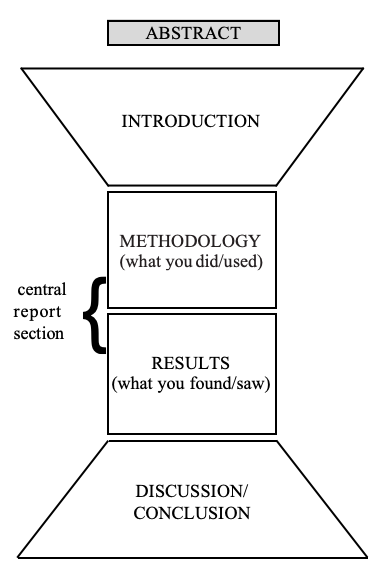 ABSTRACT
INTRODUCTION
METHODOLOGY
(what you did/used)
central
report
section
RESULTS
(what you found/saw)
DISCUSSION/
CONCLUSION